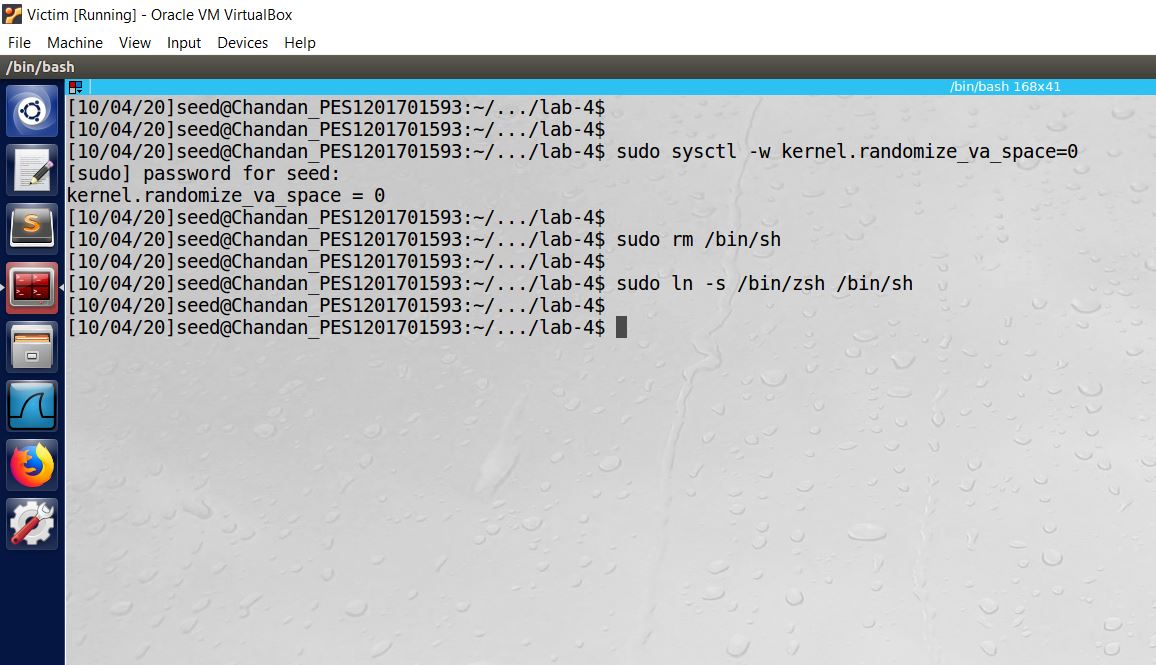 Victim [Running] - Oracle VM VirtualBox
File Machine View Input Devices Help
/bin/bash
/bin/bash 168x41
[10/04/20]seed@Chandan_PES1201701593:~/.../lab-4$
[10/04/20]seed@Chandan_PES1201701593:~/.../lab-4$
[10/04/20]seed@Chandan_PES1201701593:~/.../lab-4$ sudo sysctl -w kernel.randomize_va_space=0
[sudo] password for seed:
kernel.randomize_va_space = 0
[10/04/20]seed@Chandan_PES1201701593:~/.../lab-4$
[10/04/20]seed@Chandan_PES1201701593:~/.../lab-4$ sudo rm /bin/sh
[10/04/20]seed@Chandan_PES1201701593:~/.../lab-4$
[10/04/20]seed@Chandan_PES1201701593:~/.../lab-4$ sudo ln -s /bin/zsh /bin/sh
[10/04/20]seed@Chandan_PES1201701593:~/.../lab-4$
[10/04/20]seed@Chandan_PES1201701593:~/.../lab-4$